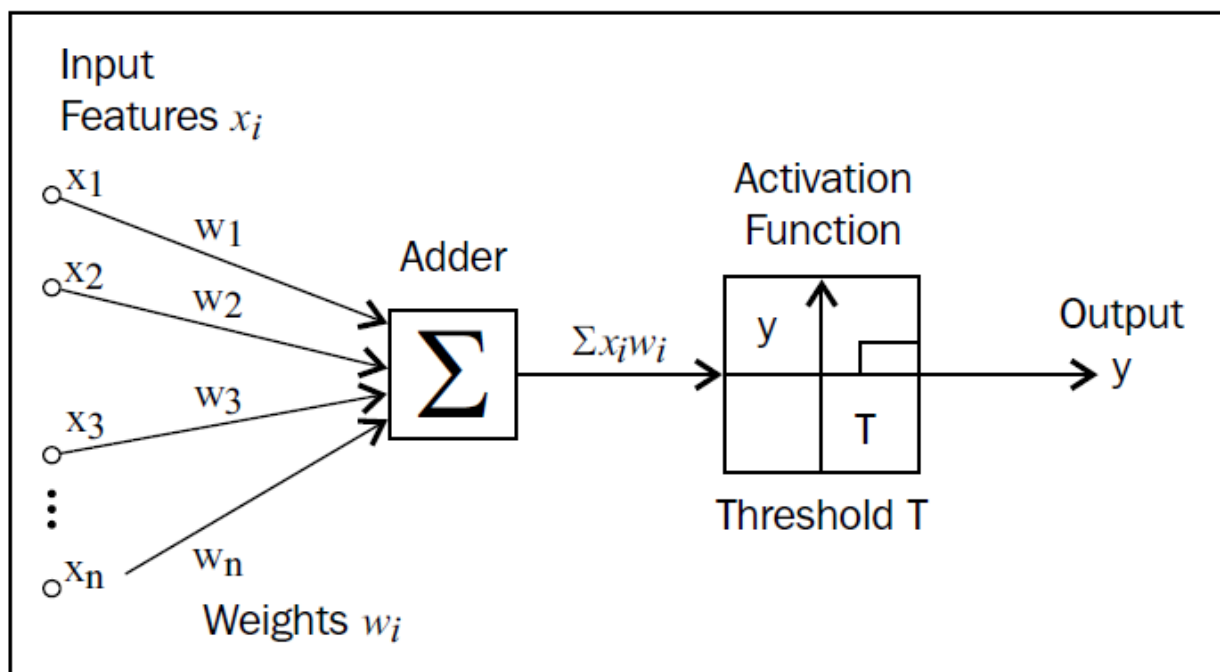 Input
Features xᵢ
x₁
w₁
x₂
w₂
x₃
w₃
xₙ
wₙ
Weights wᵢ
Adder
Σ
Σxᵢwᵢ
Activation
Function
y
T
Threshold T
Output
y